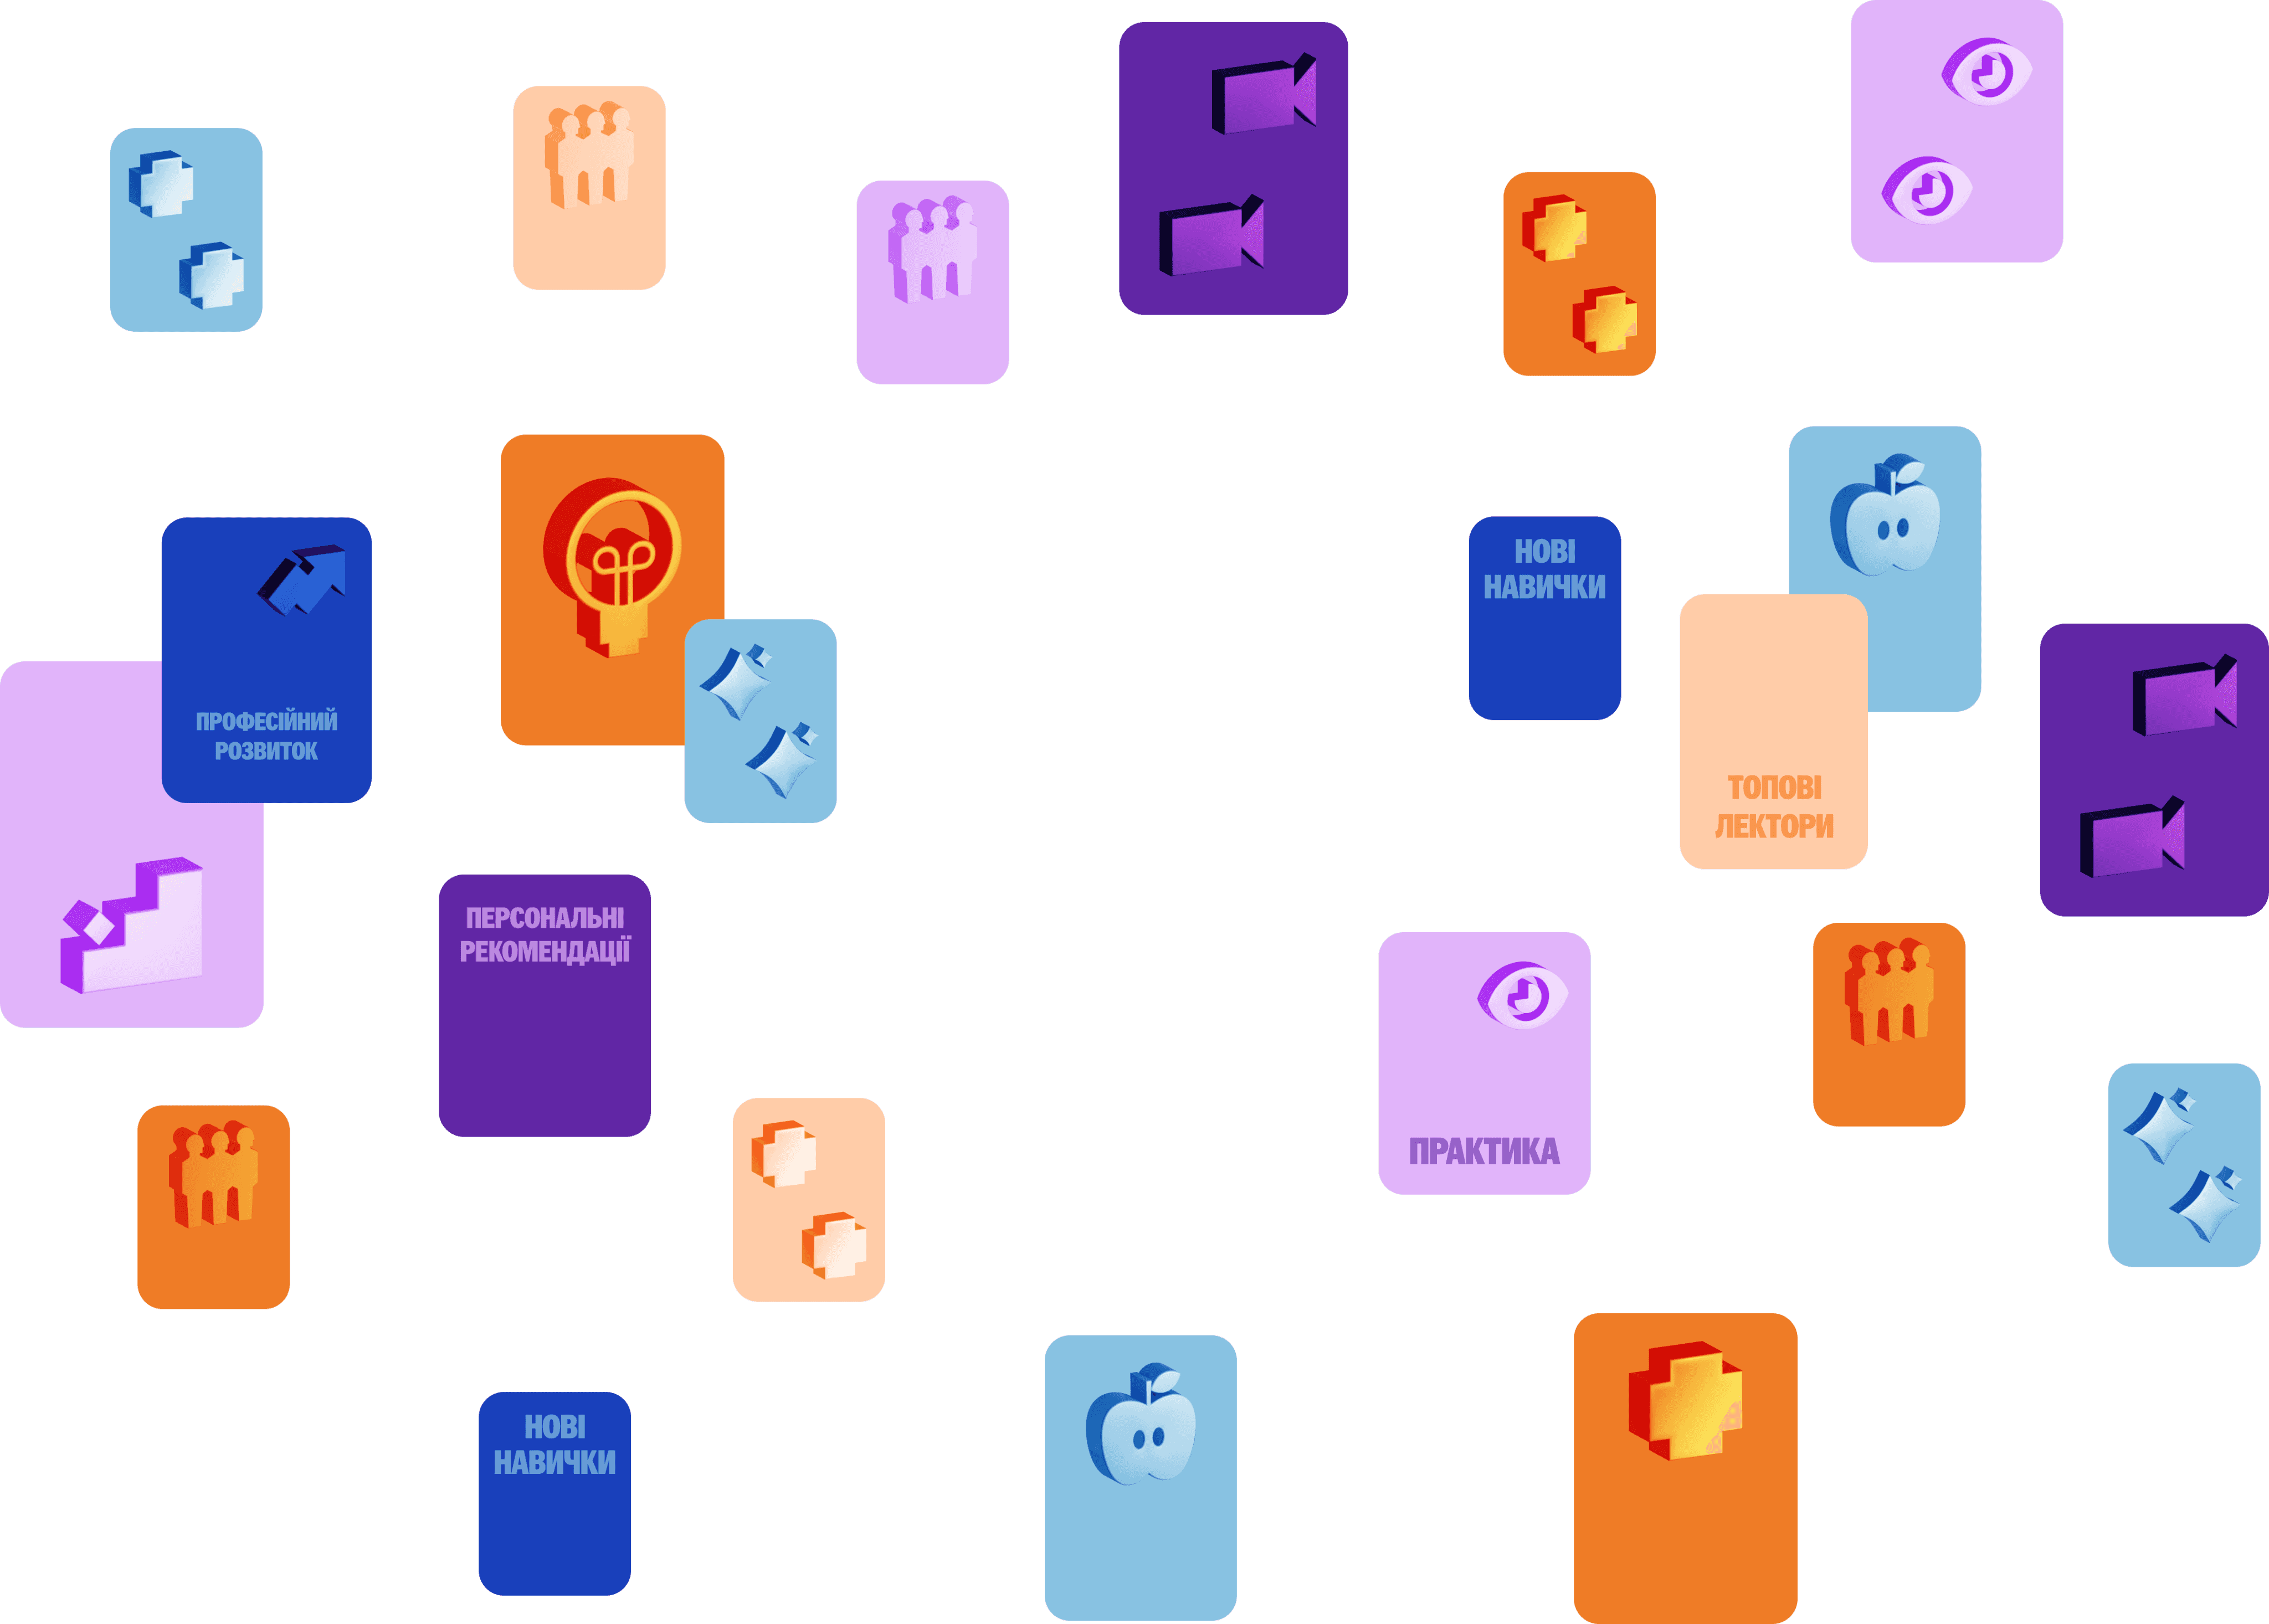 НОВІ
НАВИЧКИ
ПРОФЕСІЙНИЙ
РОЗВИТОК
ТОПОВІ
ЛЕКТОРИ
ПЕРСОНАЛЬНІ
РЕКОМЕНДАЦІЇ
ПРАКТИКА
НОВІ
НАВИЧКИ